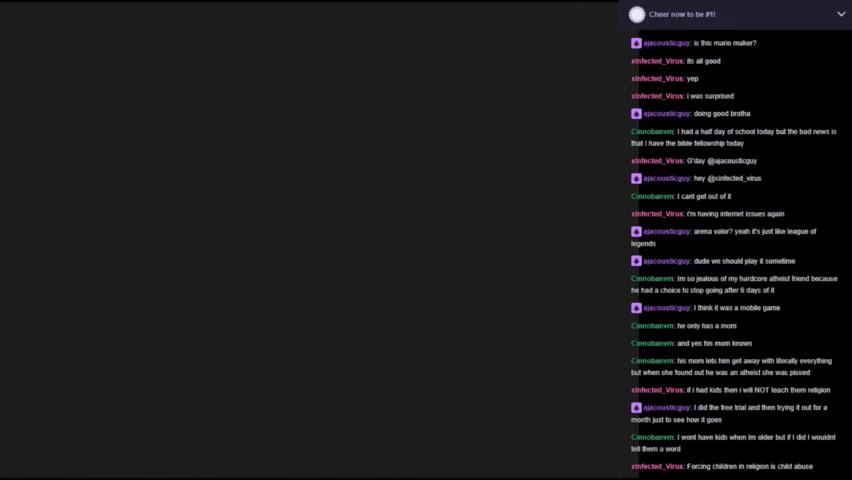 Cheer now to be #1!
ajacousticguy: is this mario maker?
xInfected_Virus: its all good
xInfected_Virus: yep
xInfected_Virus: i was surprised
ajacousticguy: doing good brotha
Cinnobanvm: I had a half day of school today but the bad news is
that I have the bible fellowship today
xInfected_Virus: G'day @ajacousticguy
ajacousticguy: hey @xinfected_virus
Cinnobanvm: I cant get out of it
xInfected_Virus: i'm having internet issues again
ajacousticguy: arena valor? yeah it's just like league of
legends
ajacousticguy: dude we should play it sometime
Cinnobanvm: Im so jealous of my hardcore atheist friend because
he had a choice to stop going after 6 days of it
ajacousticguy: I think it was a mobile game
Cinnobanvm: he only has a mom
Cinnobanvm: and yes his mom knows
Cinnobanvm: his mom lets him get away with literally everything
but when she found out he was an atheist she was pissed
xInfected_Virus: if i had kids then i will NOT teach them religion
ajacousticguy: I did the free trial and then trying it out for a
month just to see how it goes
Cinnobanvm: I wont have kids when Im older but if I did I wouldnt
tell them a word
xInfected_Virus: Forcing children in religion is child abuse